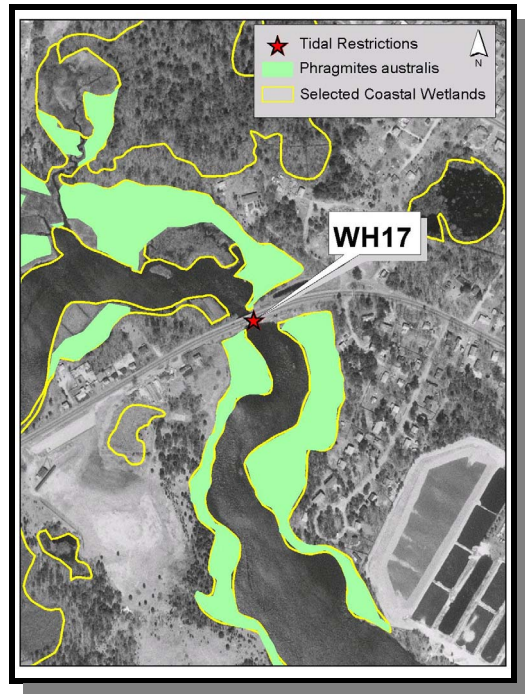 Tidal Restrictions
Phragmites australis
Selected Coastal Wetlands
N
WH17